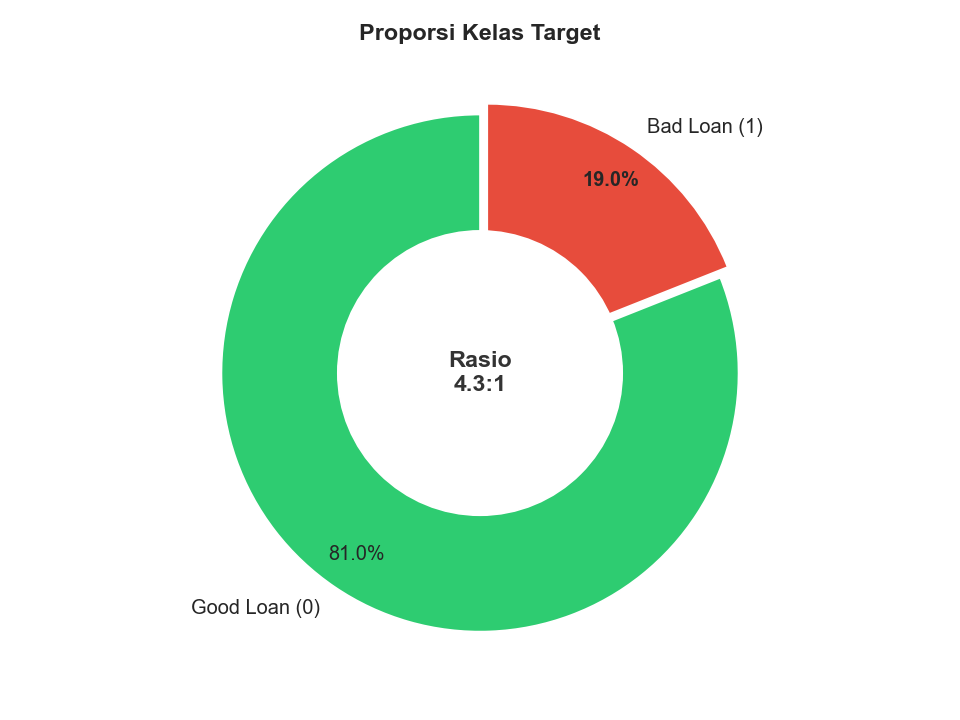 Proporsi Kelas Target
Bad Loan (1)
19.0%
Rasio
4.3:1
81.0%
Good Loan (0)